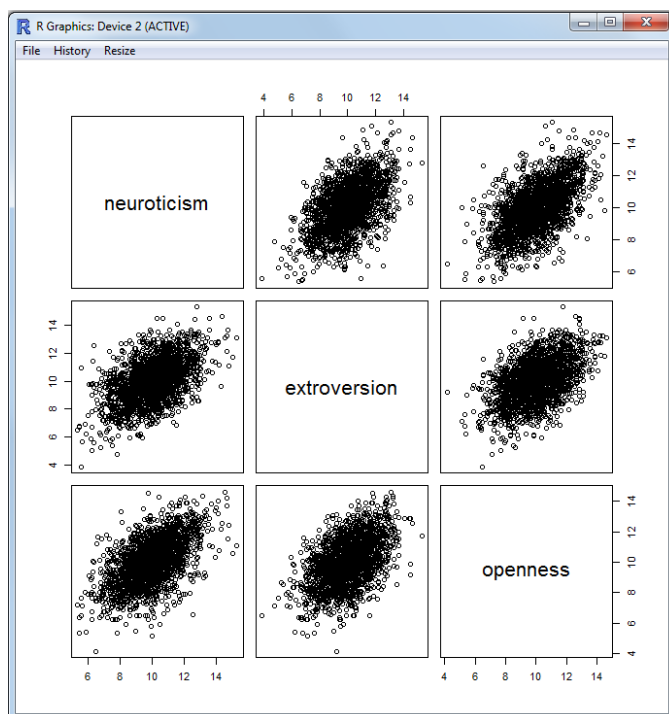 R Graphics: Device 2 (ACTIVE)
File History Resize
4 6 8 10 12 14
neuroticism
6 8 10 12 14
4 6 8 10 12 14
extroversion
openness
4 6 8 10 12 14
6 8 10 12 14
4 6 8 10 12 14